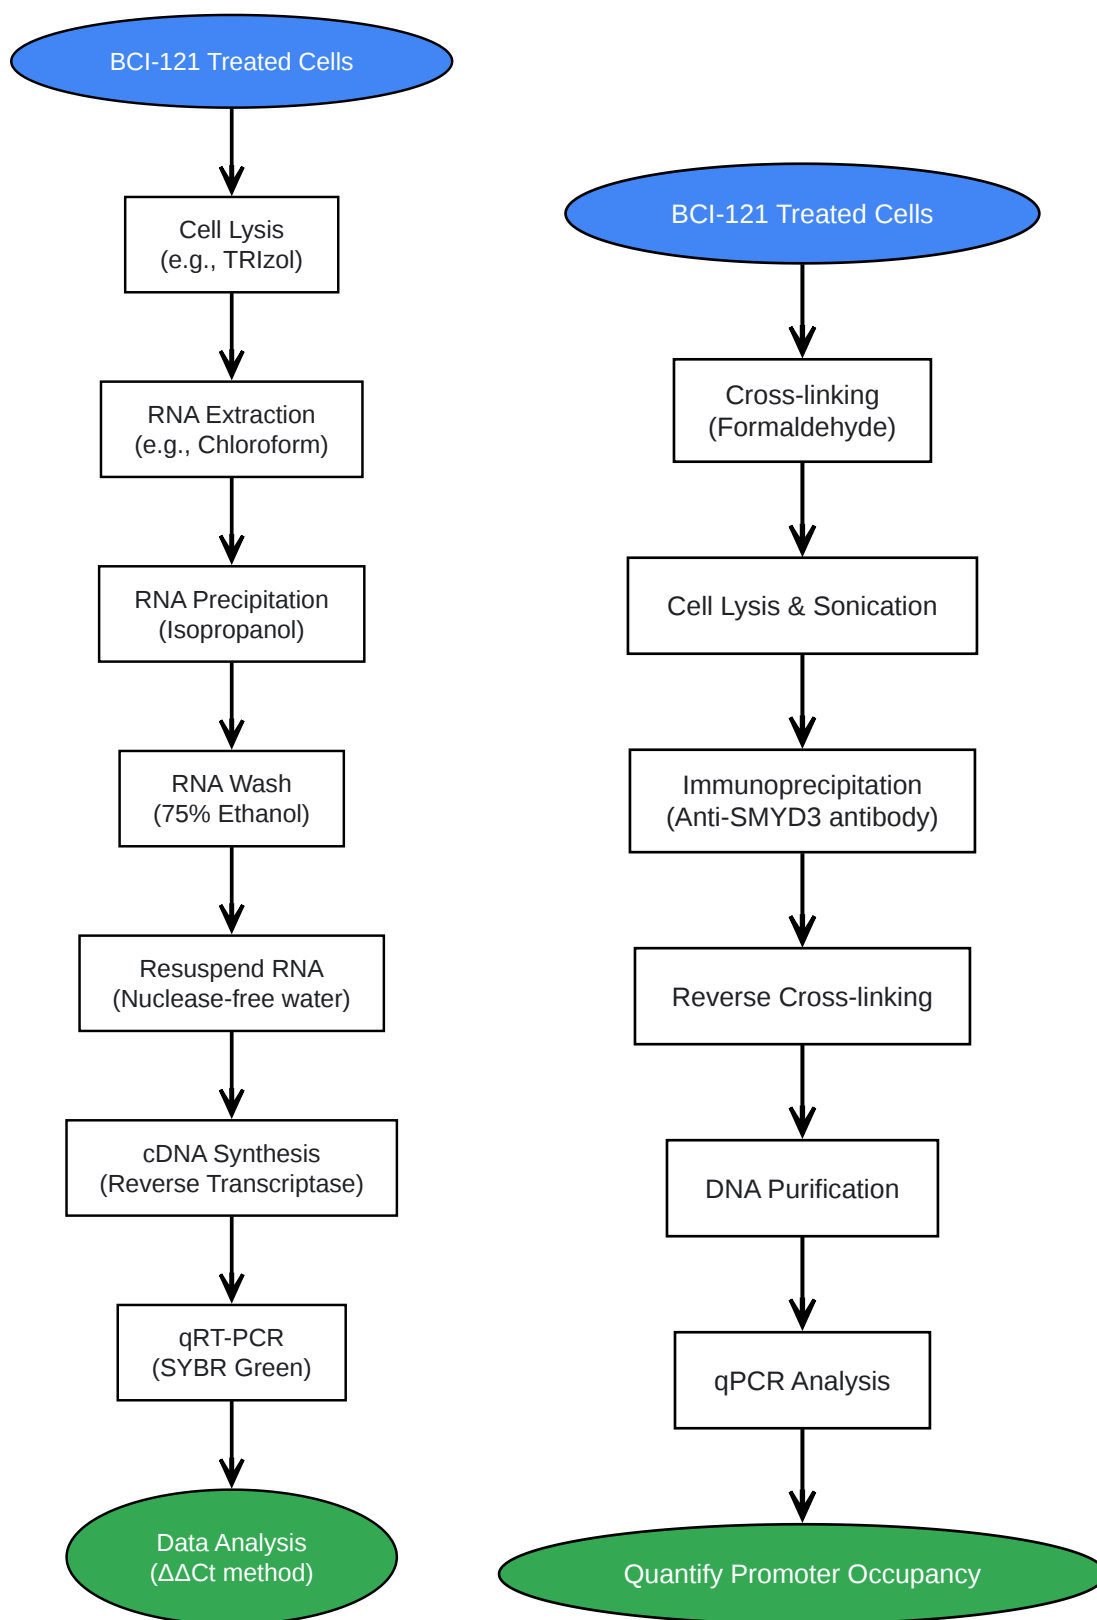 BCI-121 Treated Cells
Cell Lysis
(e.g., TRIzol)
RNA Extraction
(e.g., Chloroform)
RNA Precipitation
(Isopropanol)
RNA Wash
(75% Ethanol)
Resuspend RNA
(Nuclease-free water)
cDNA Synthesis
(Reverse Transcriptase)
qRT-PCR
(SYBR Green)
Data Analysis
(ΔΔCt method)
BCI-121 Treated Cells
Cross-linking
(Formaldehyde)
Cell Lysis & Sonication
Immunoprecipitation
(Anti-SMYD3 antibody)
Reverse Cross-linking
DNA Purification
qPCR Analysis
Quantify Promoter Occupancy